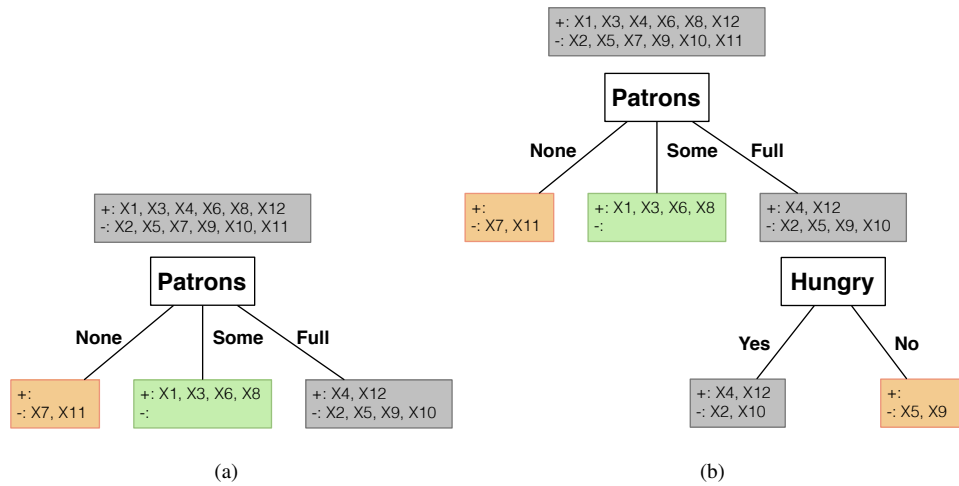 +: X1, X3, X4, X6, X8, X12
-: X2, X5, X7, X9, X10, X11
Patrons
None
Some
Full
+:
-: X7, X11
+: X1, X3, X6, X8
-:
+: X4, X12
-: X2, X5, X9, X10
(a)
+: X1, X3, X4, X6, X8, X12
-: X2, X5, X7, X9, X10, X11
Patrons
None
Some
Full
+:
-: X7, X11
+: X1, X3, X6, X8
-:
+: X4, X12
-: X2, X5, X9, X10
Hungry
Yes
No
+: X4, X12
-: X2, X10
+:
-: X5, X9
(b)